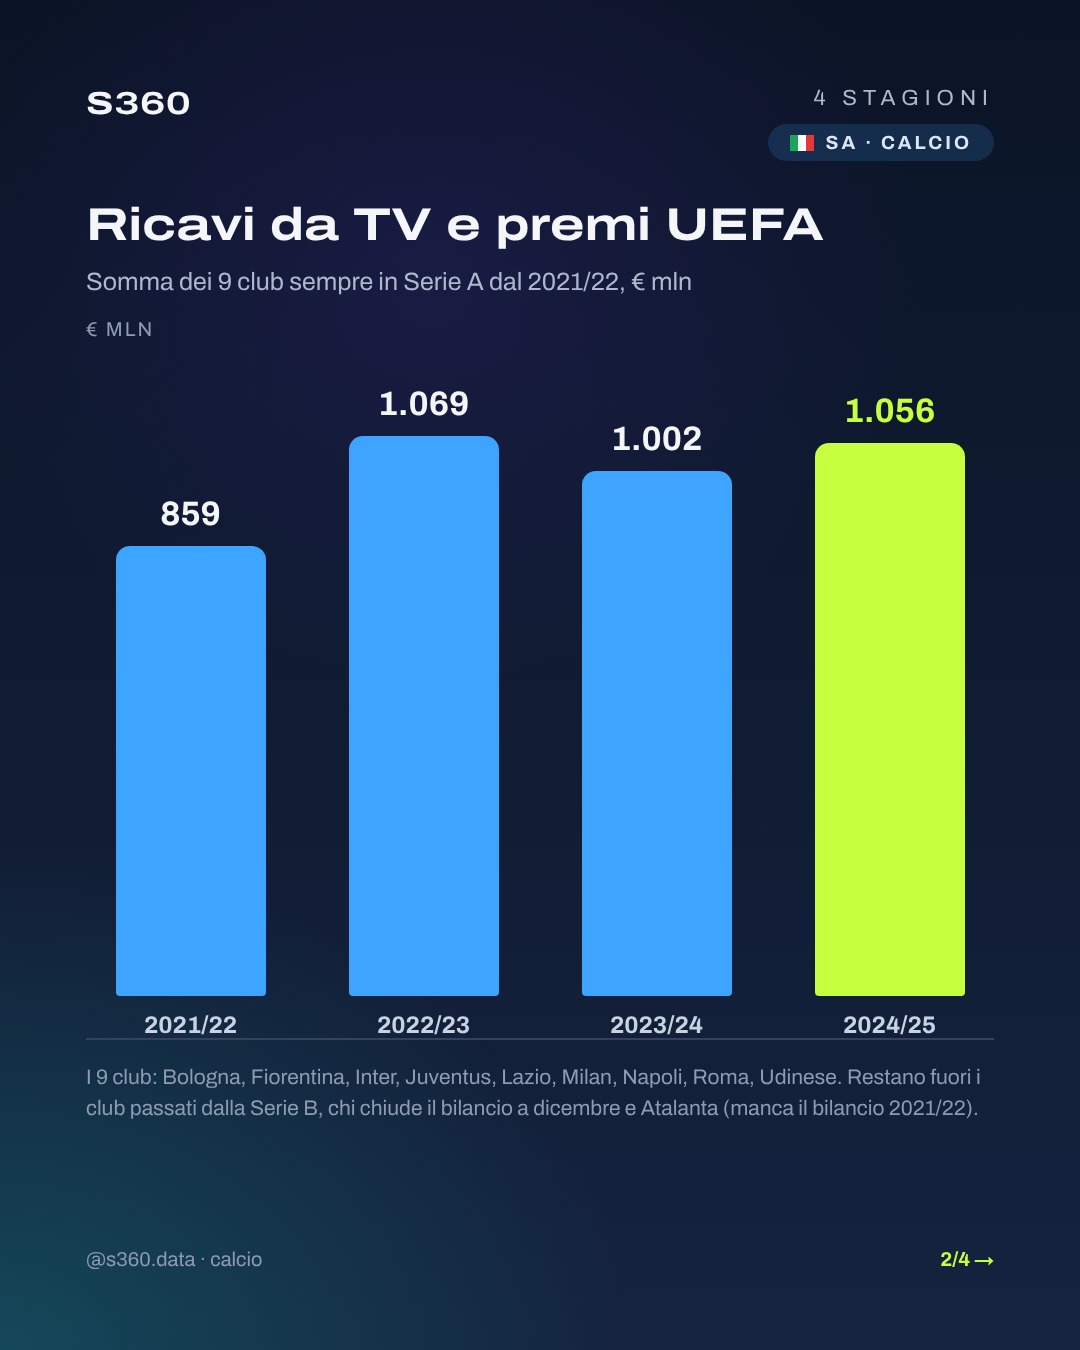 S360
4 STAGIONI
SA · CALCIO
Ricavi da TV e premi UEFA
Somma dei 9 club sempre in Serie A dal 2021/22, € mln
€ MLN
859
1.069
1.002
1.056
2021/22
2022/23
2023/24
2024/25
I 9 club: Bologna, Fiorentina, Inter, Juventus, Lazio, Milan, Napoli, Roma, Udinese. Restano fuori i
club passati dalla Serie B, chi chiude il bilancio a dicembre e Atalanta (manca il bilancio 2021/22).
@s360.data · calcio
2/4 →